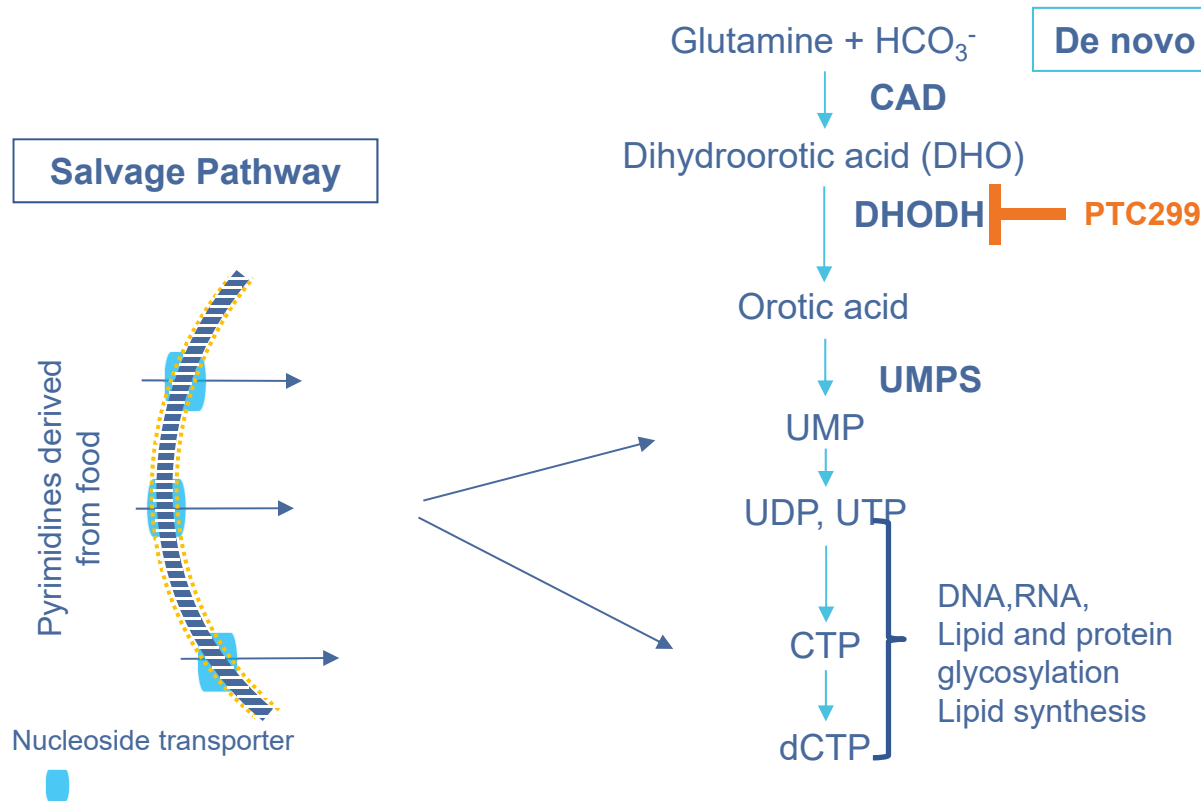 Glutamine + HCO₃⁻
De novo
CAD
Dihydroorotic acid (DHO)
Salvage Pathway
DHODH
PTC299
Orotic acid
UMPS
UMP
Pyrimidines derived
from food
UDP, UTP
DNA,RNA,
Lipid and protein
glycosylation
Lipid synthesis
CTP
dCTP
Nucleoside transporter